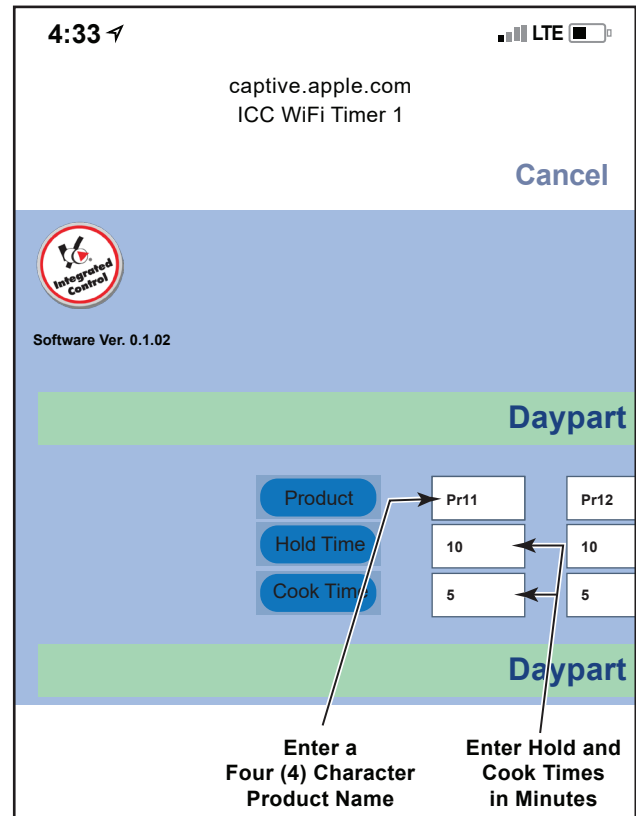 4:33 LTE
captive.apple.com
ICC WiFi Timer 1
Cancel
Integrated
Control
Software Ver. 0.1.02
Daypart
Product Pr11 Pr12
Hold Time 10 10
Cook Time 5 5
Daypart
Enter a
Four (4) Character
Product Name
Enter Hold and
Cook Times
in Minutes